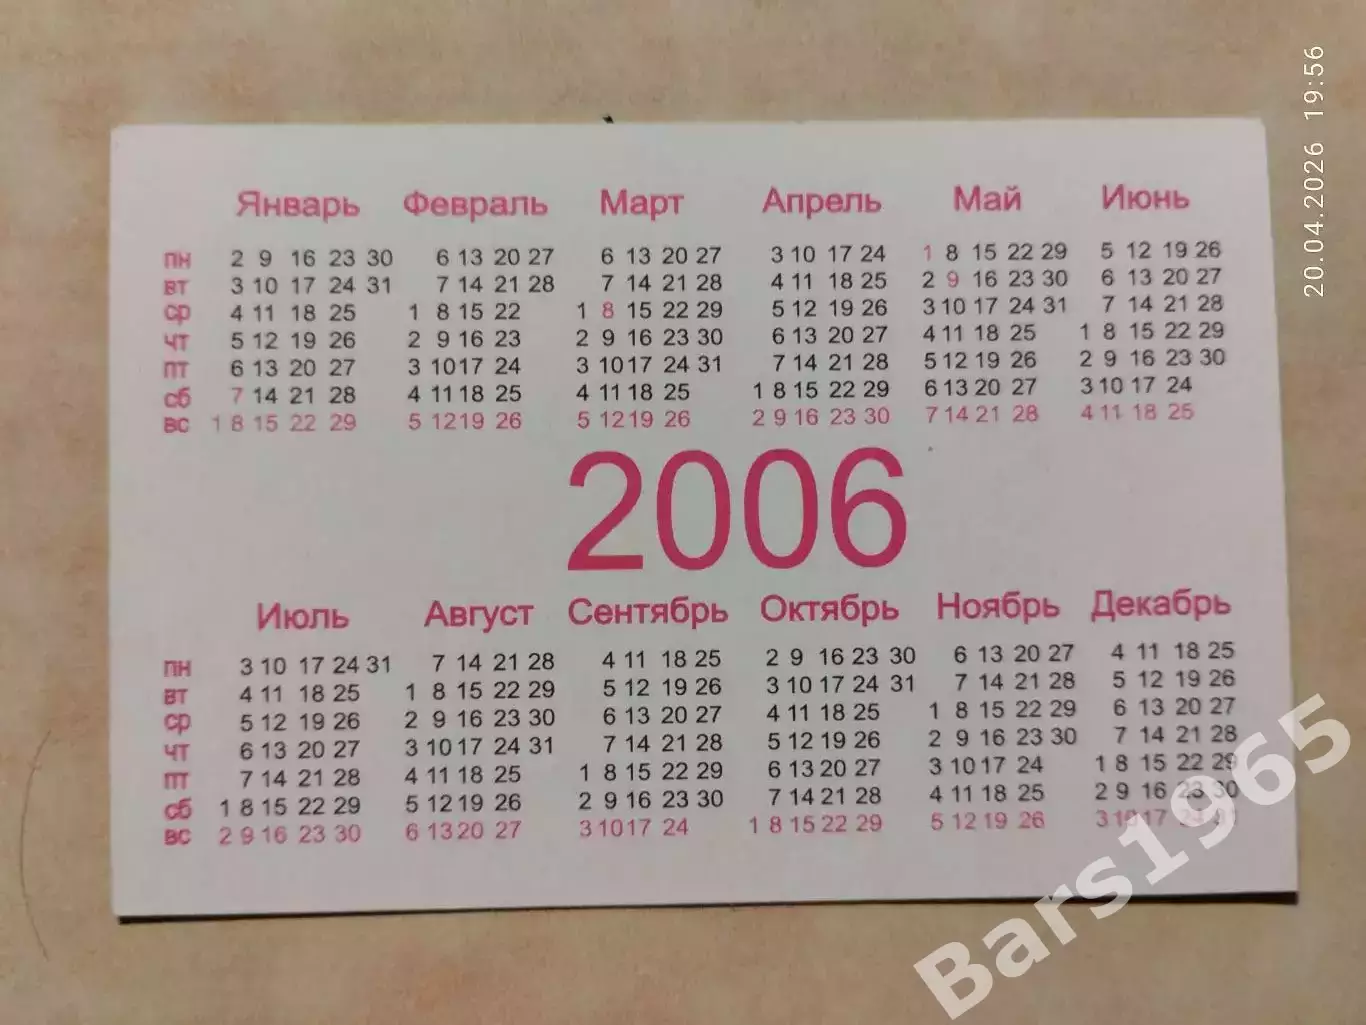 Январь Февраль Март Апрель Май Июнь
пн 2 9 16 23 30 6 13 20 27 6 13 20 27 3 10 17 24 1 8 15 22 29 5 12 19 26
вт 3 10 17 24 31 7 14 21 28 7 14 21 28 4 11 18 25 2 9 16 23 30 6 13 20 27
ср 4 11 18 25 1 8 15 22 1 8 15 22 29 5 12 19 26 3 10 17 24 31 7 14 21 28
чт 5 12 19 26 2 9 16 23 2 9 16 23 30 6 13 20 27 4 11 18 25 1 8 15 22 29
пт 6 13 20 27 3 10 17 24 3 10 17 24 31 7 14 21 28 5 12 19 26 2 9 16 23 30
сб 7 14 21 28 4 11 18 25 4 11 18 25 1 8 15 22 29 6 13 20 27 3 10 17 24
вс 1 8 15 22 29 5 12 19 26 5 12 19 26 2 9 16 23 30 7 14 21 28 4 11 18 25
2006
Июль Август Сентябрь Октябрь Ноябрь Декабрь
пн 3 10 17 24 31 7 14 21 28 4 11 18 25 2 9 16 23 30 6 13 20 27 4 11 18 25
вт 4 11 18 25 1 8 15 22 29 5 12 19 26 3 10 17 24 31 7 14 21 28 5 12 19 26
ср 5 12 19 26 2 9 16 23 30 6 13 20 27 4 11 18 25 1 8 15 22 29 6 13 20 27
чт 6 13 20 27 3 10 17 24 31 7 14 21 28 5 12 19 26 2 9 16 23 30 7 14 21 28
пт 7 14 21 28 4 11 18 25 1 8 15 22 29 6 13 20 27 3 10 17 24 1 8 15 22 29
сб 1 8 15 22 29 5 12 19 26 2 9 16 23 30 7 14 21 28 4 11 18 25 2 9 16 23 30
вс 2 9 16 23 30 6 13 20 27 3 10 17 24 1 8 15 22 29 5 12 19 26 3 10 17 24 31
20.04.2026 19:56
Bars1965